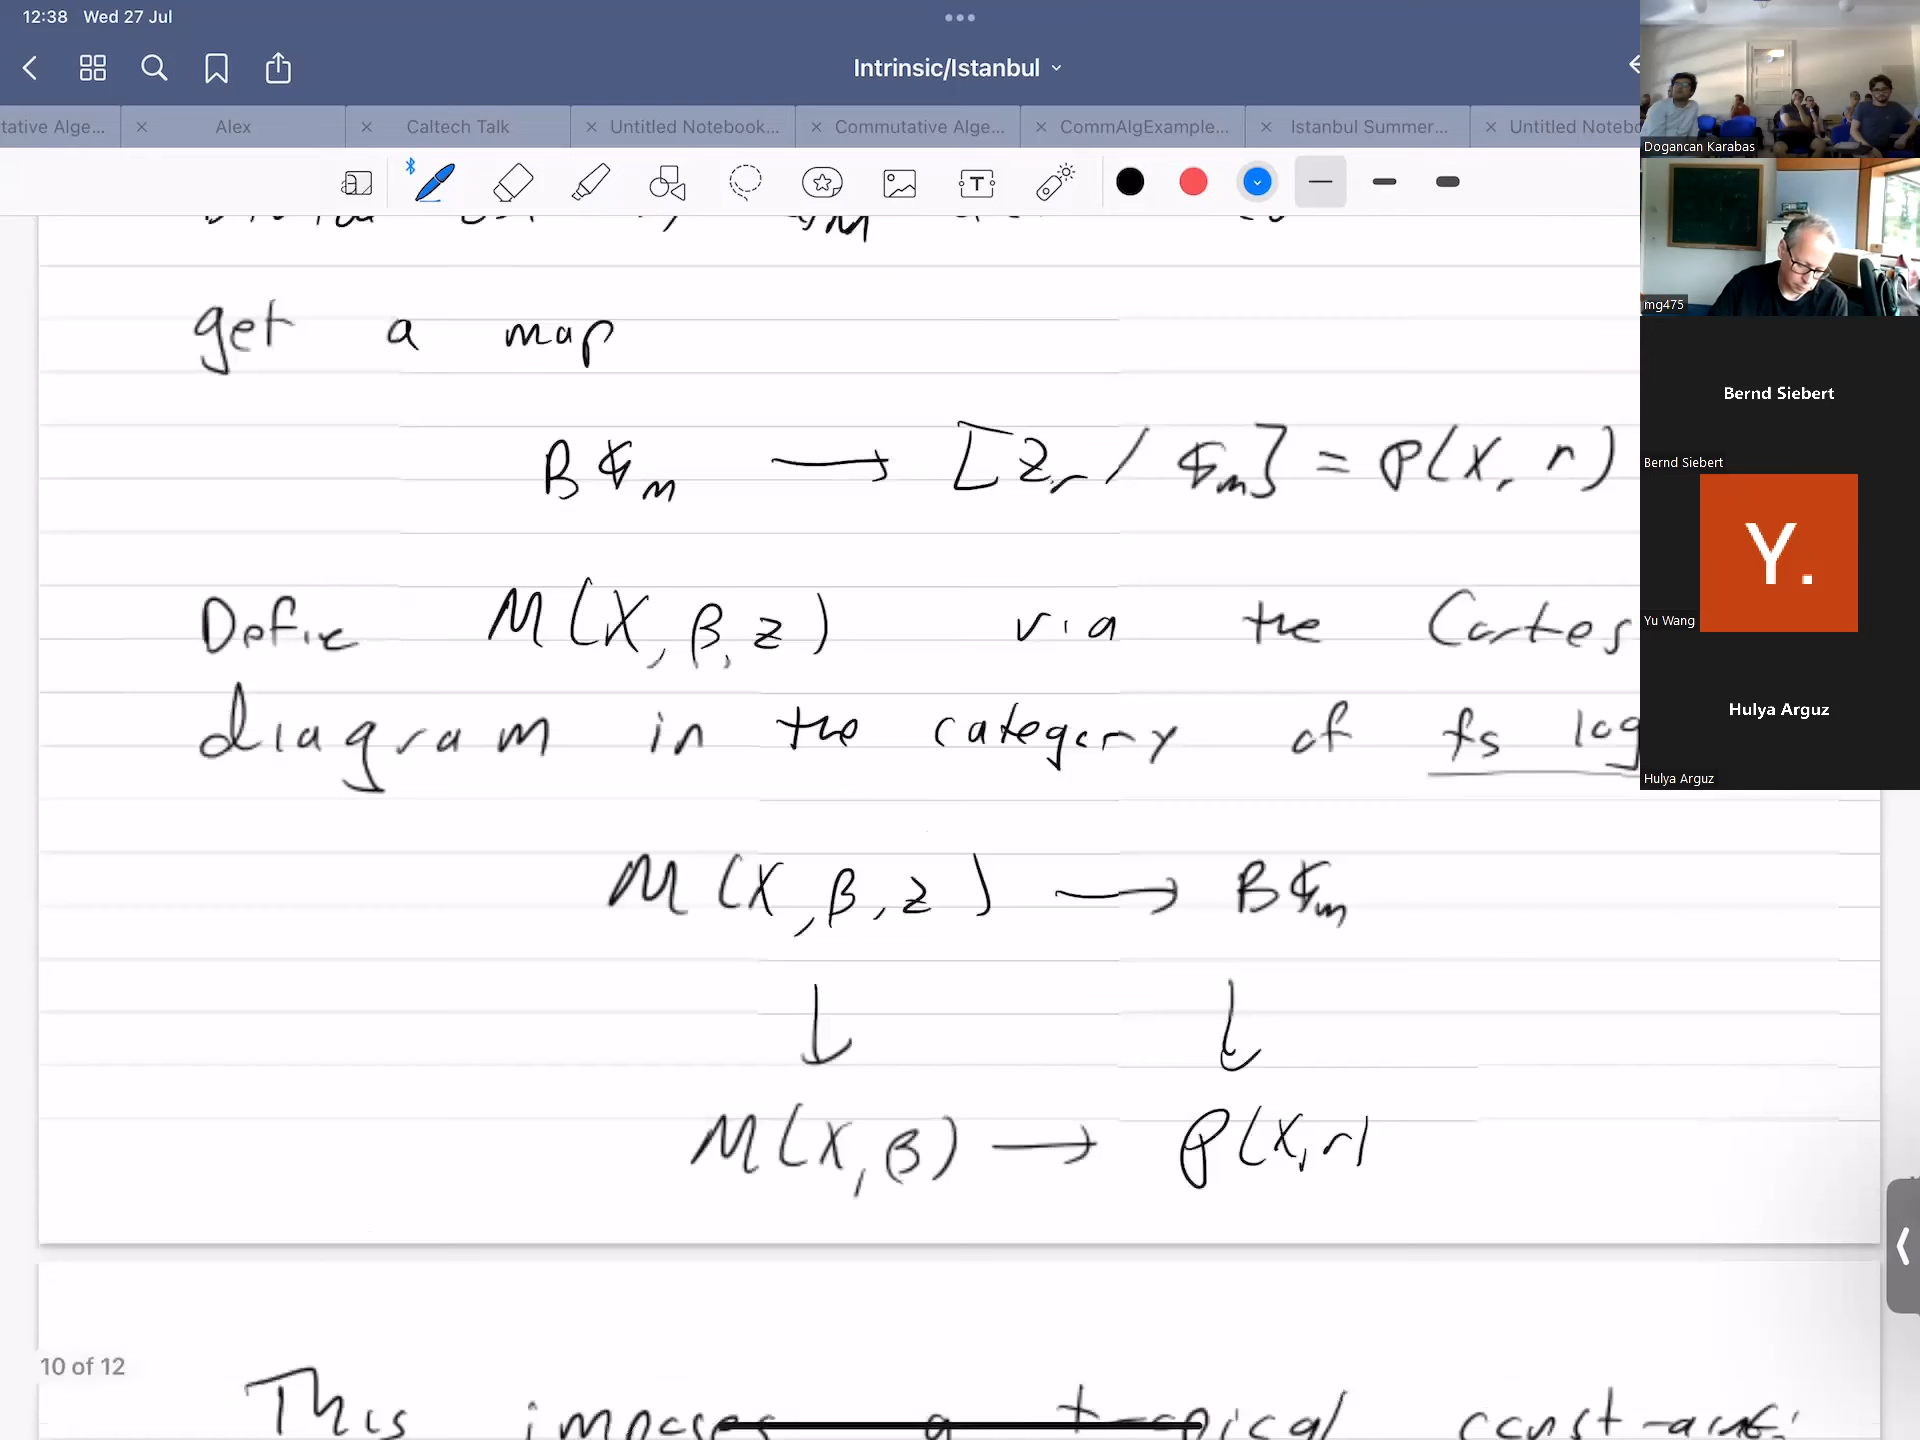 12:38 Wed 27 Jul
Intrinsic/Istanbul
tative Alge...
Alex
Caltech Talk
Untitled Notebook...
Commutative Alge...
CommAlgExample...
Istanbul Summer...
Untitled Notebo
get a map
B𝔾m → [Zr / 𝔾m] = P(X, r)
Define M(X, β, z) via the Cartes
diagram in the category of fs log
M(X, β, z) → B𝔾m
↓ ↓
M(X, β) → P(X, r)
10 of 12
This imposes a tropical constraint:
Dogancan Karabas
mg475
Bernd Siebert
Bernd Siebert
Y.
Yu Wang
Hulya Arguz
Hulya Arguz